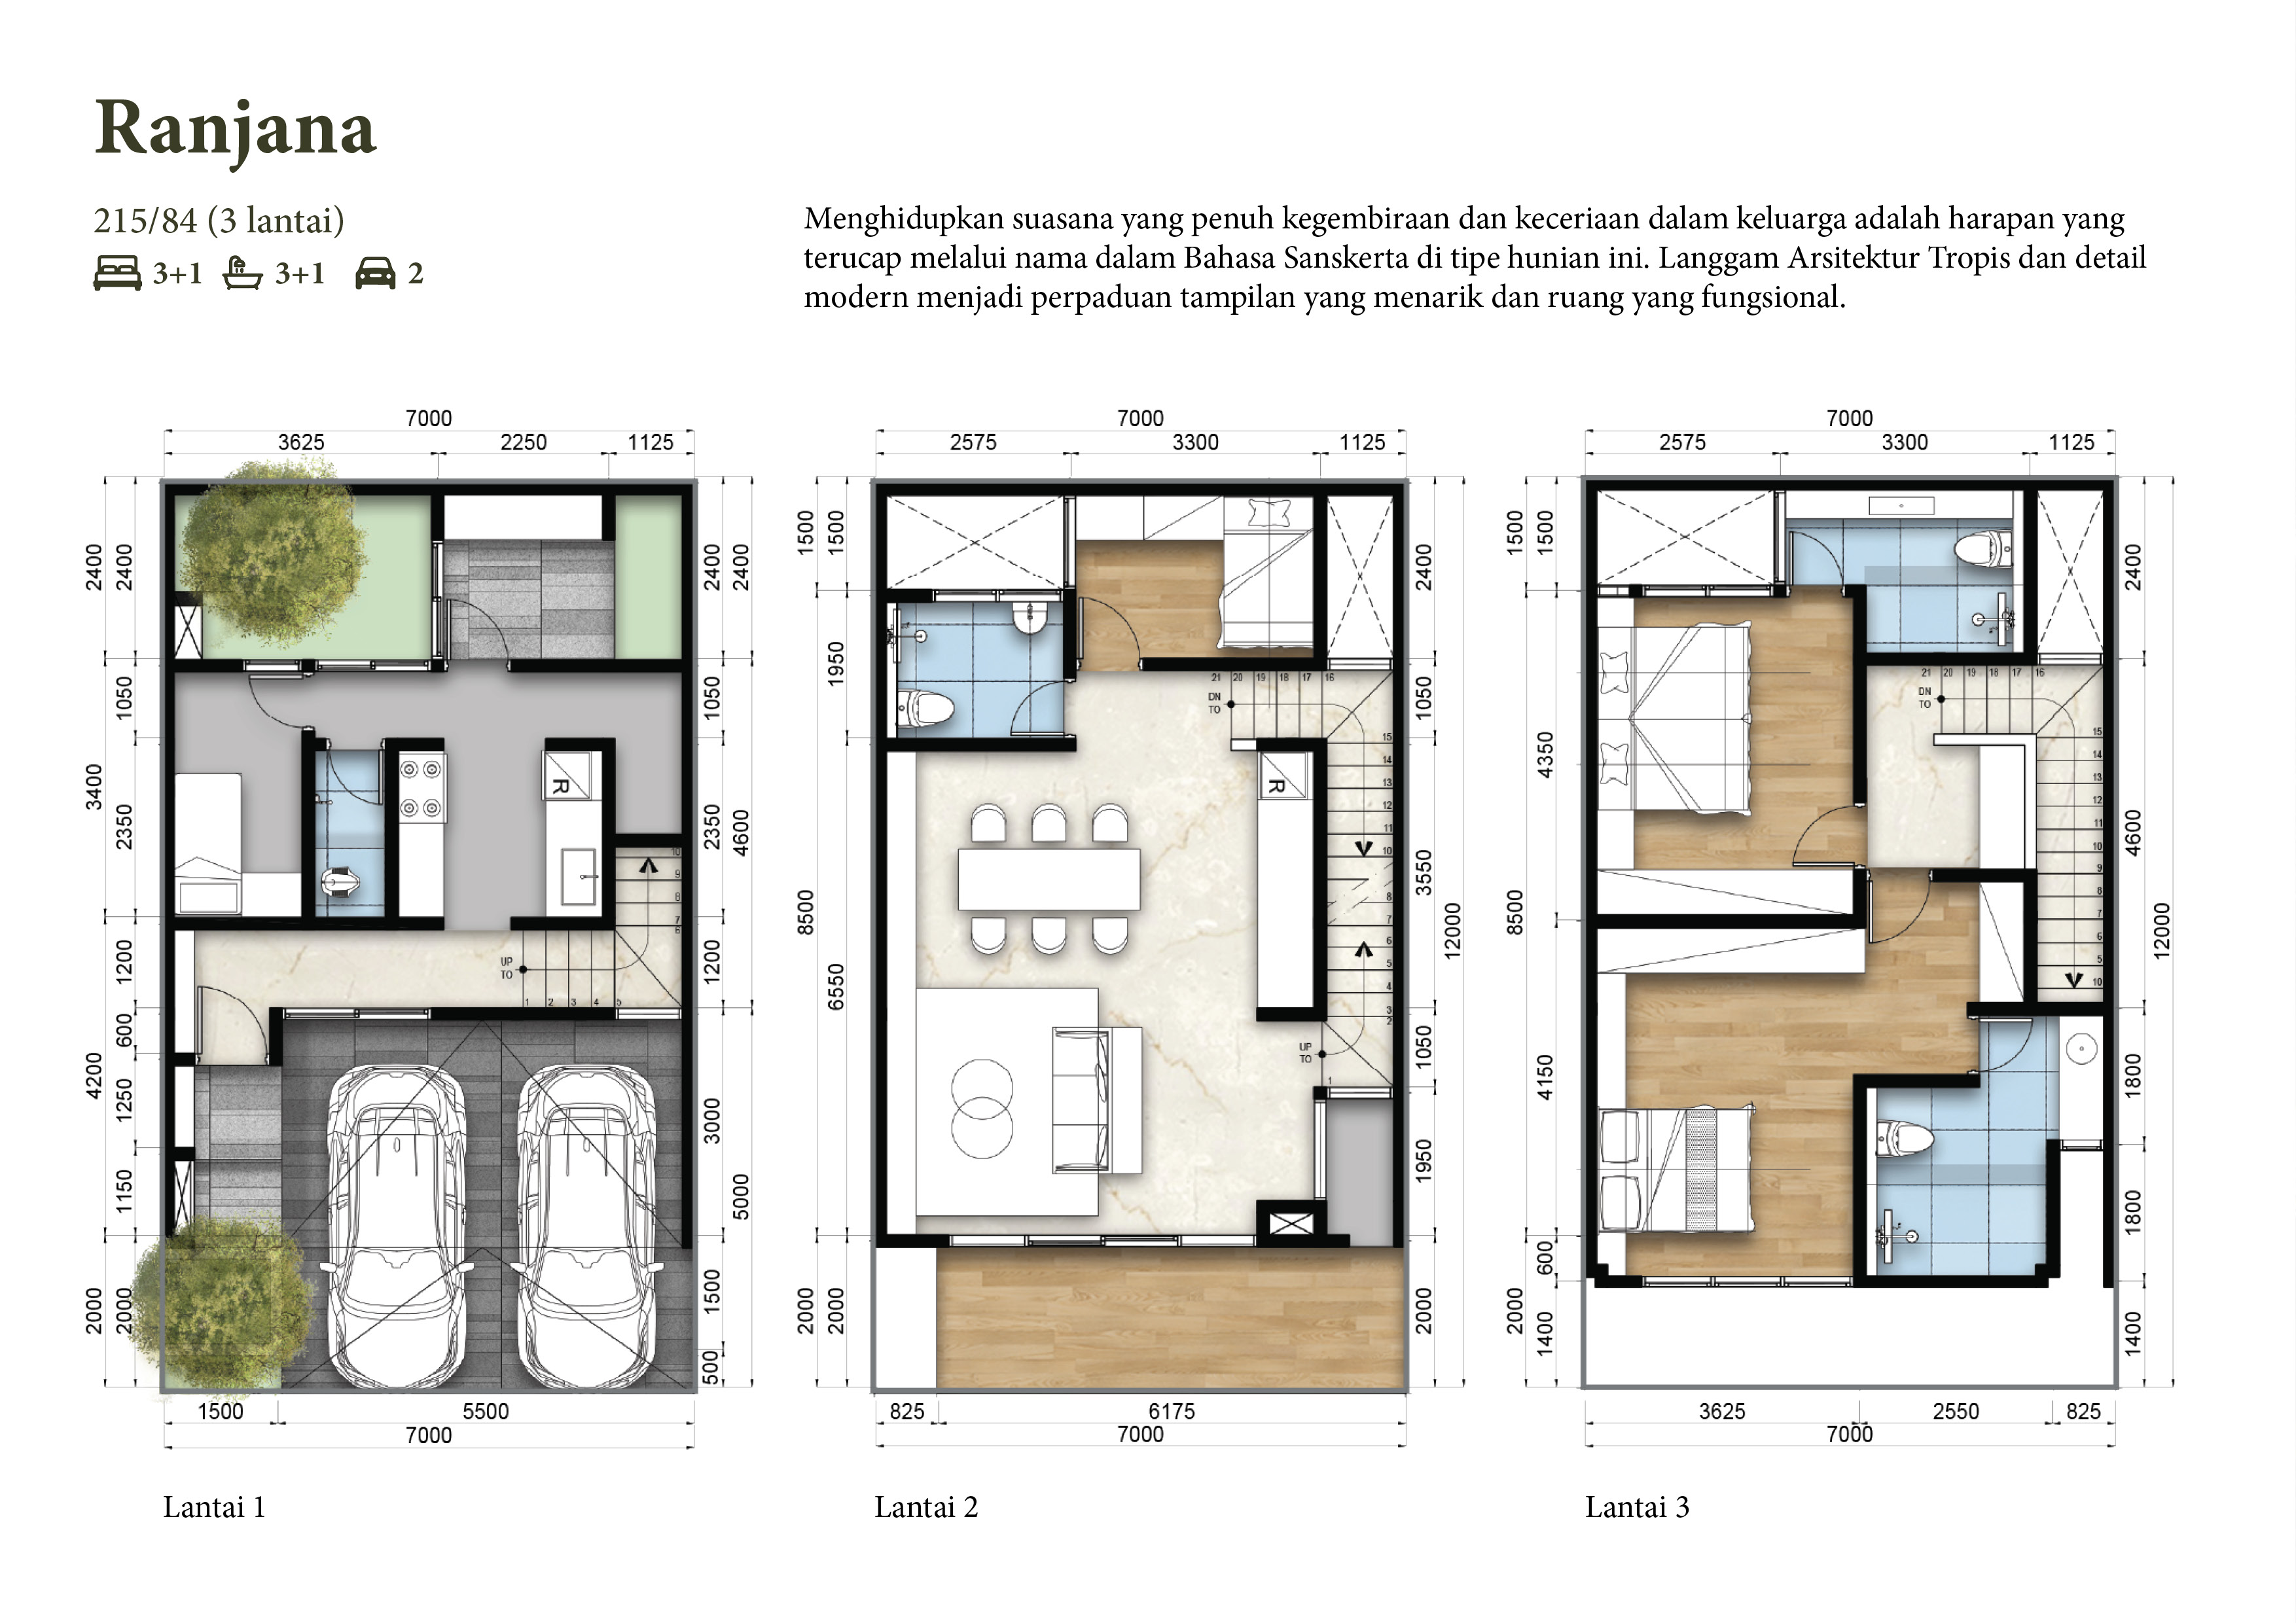 Ranjana
215/84 (3 lantai)
3+1 3+1 2
Menghidupkan suasana yang penuh kegembiraan dan keceriaan dalam keluarga adalah harapan yang
terucap melalui nama dalam Bahasa Sanskerta di tipe hunian ini. Langgam Arsitektur Tropis dan detail
modern menjadi perpaduan tampilan yang menarik dan ruang yang fungsional.
7000
3625 2250 1125
2400 2400
3400 1050 2350
4200 1200 600 1250 1150
2000 2000
2400 2400
1050 2350 4600
1200
3000 5000
1500
500
R
10
9
8
7
6
UP
TO
1 2 3 4 5
1500 5500
7000
Lantai 1
7000
2575 3300 1125
1500 1500
1950
8500 6550
2000 2000
2400
1050
3550
12000
1050
1950
2000
21 20 19 18 17 16
DN
TO
15
14
13
12
11
10
8
7
6
5
4
3
2
1
R
UP
TO
825 6175
7000
Lantai 2
7000
2575 3300 1125
1500 1500
4350
8500
4150
600
2000 1400
2400
4600
12000
1800
1800
1400
21 20 19 18 17 16
DN
TO
15
14
13
12
11
10
9
8
7
6
5
10
3625 2550 825
7000
Lantai 3